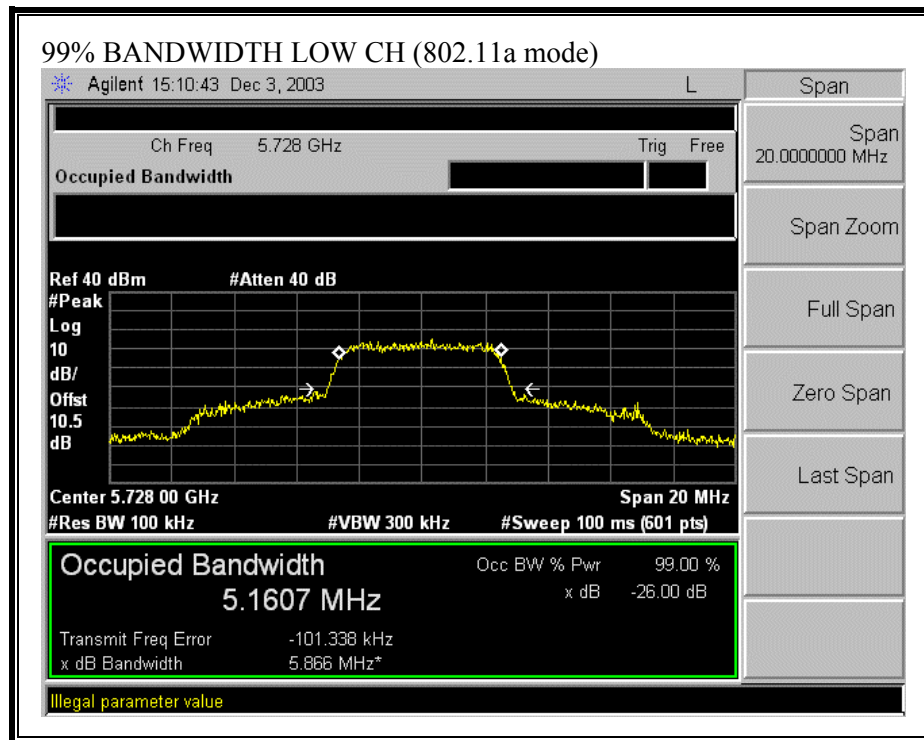 99% BANDWIDTH LOW CH (802.11a mode)
Agilent 15:10:43 Dec 3, 2003 L
Span
Ch Freq 5.728 GHz Trig Free
Occupied Bandwidth
Span
20.0000000 MHz
Span Zoom
Full Span
Zero Span
Last Span
Ref 40 dBm #Atten 40 dB
#Peak
Log
10
dB/
Offst
10.5
dB
Center 5.728 00 GHz Span 20 MHz
#Res BW 100 kHz #VBW 300 kHz #Sweep 100 ms (601 pts)
Occupied Bandwidth Occ BW % Pwr 99.00 %
5.1607 MHz x dB -26.00 dB
Transmit Freq Error -101.338 kHz
x dB Bandwidth 5.866 MHz*
Illegal parameter value